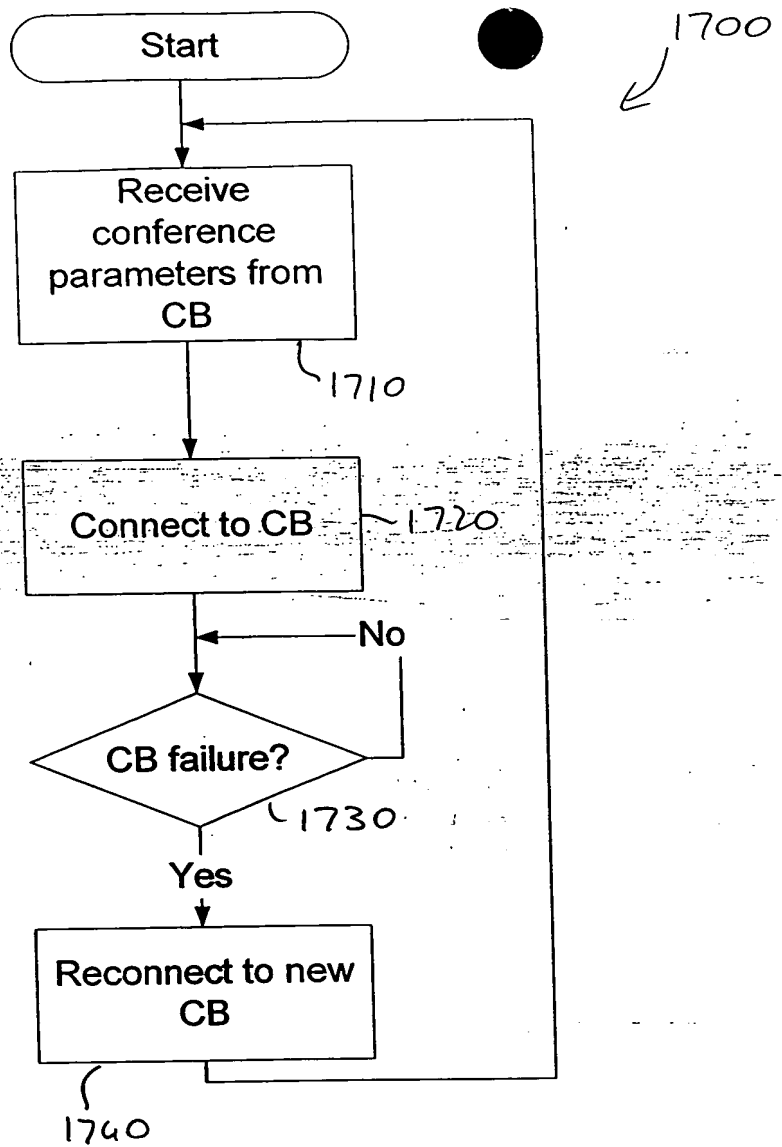 Start
1700
Receive
conference
parameters from
CB
1710
Connect to CB
1720
No
CB failure?
1730
Yes
Reconnect to new
CB
1740